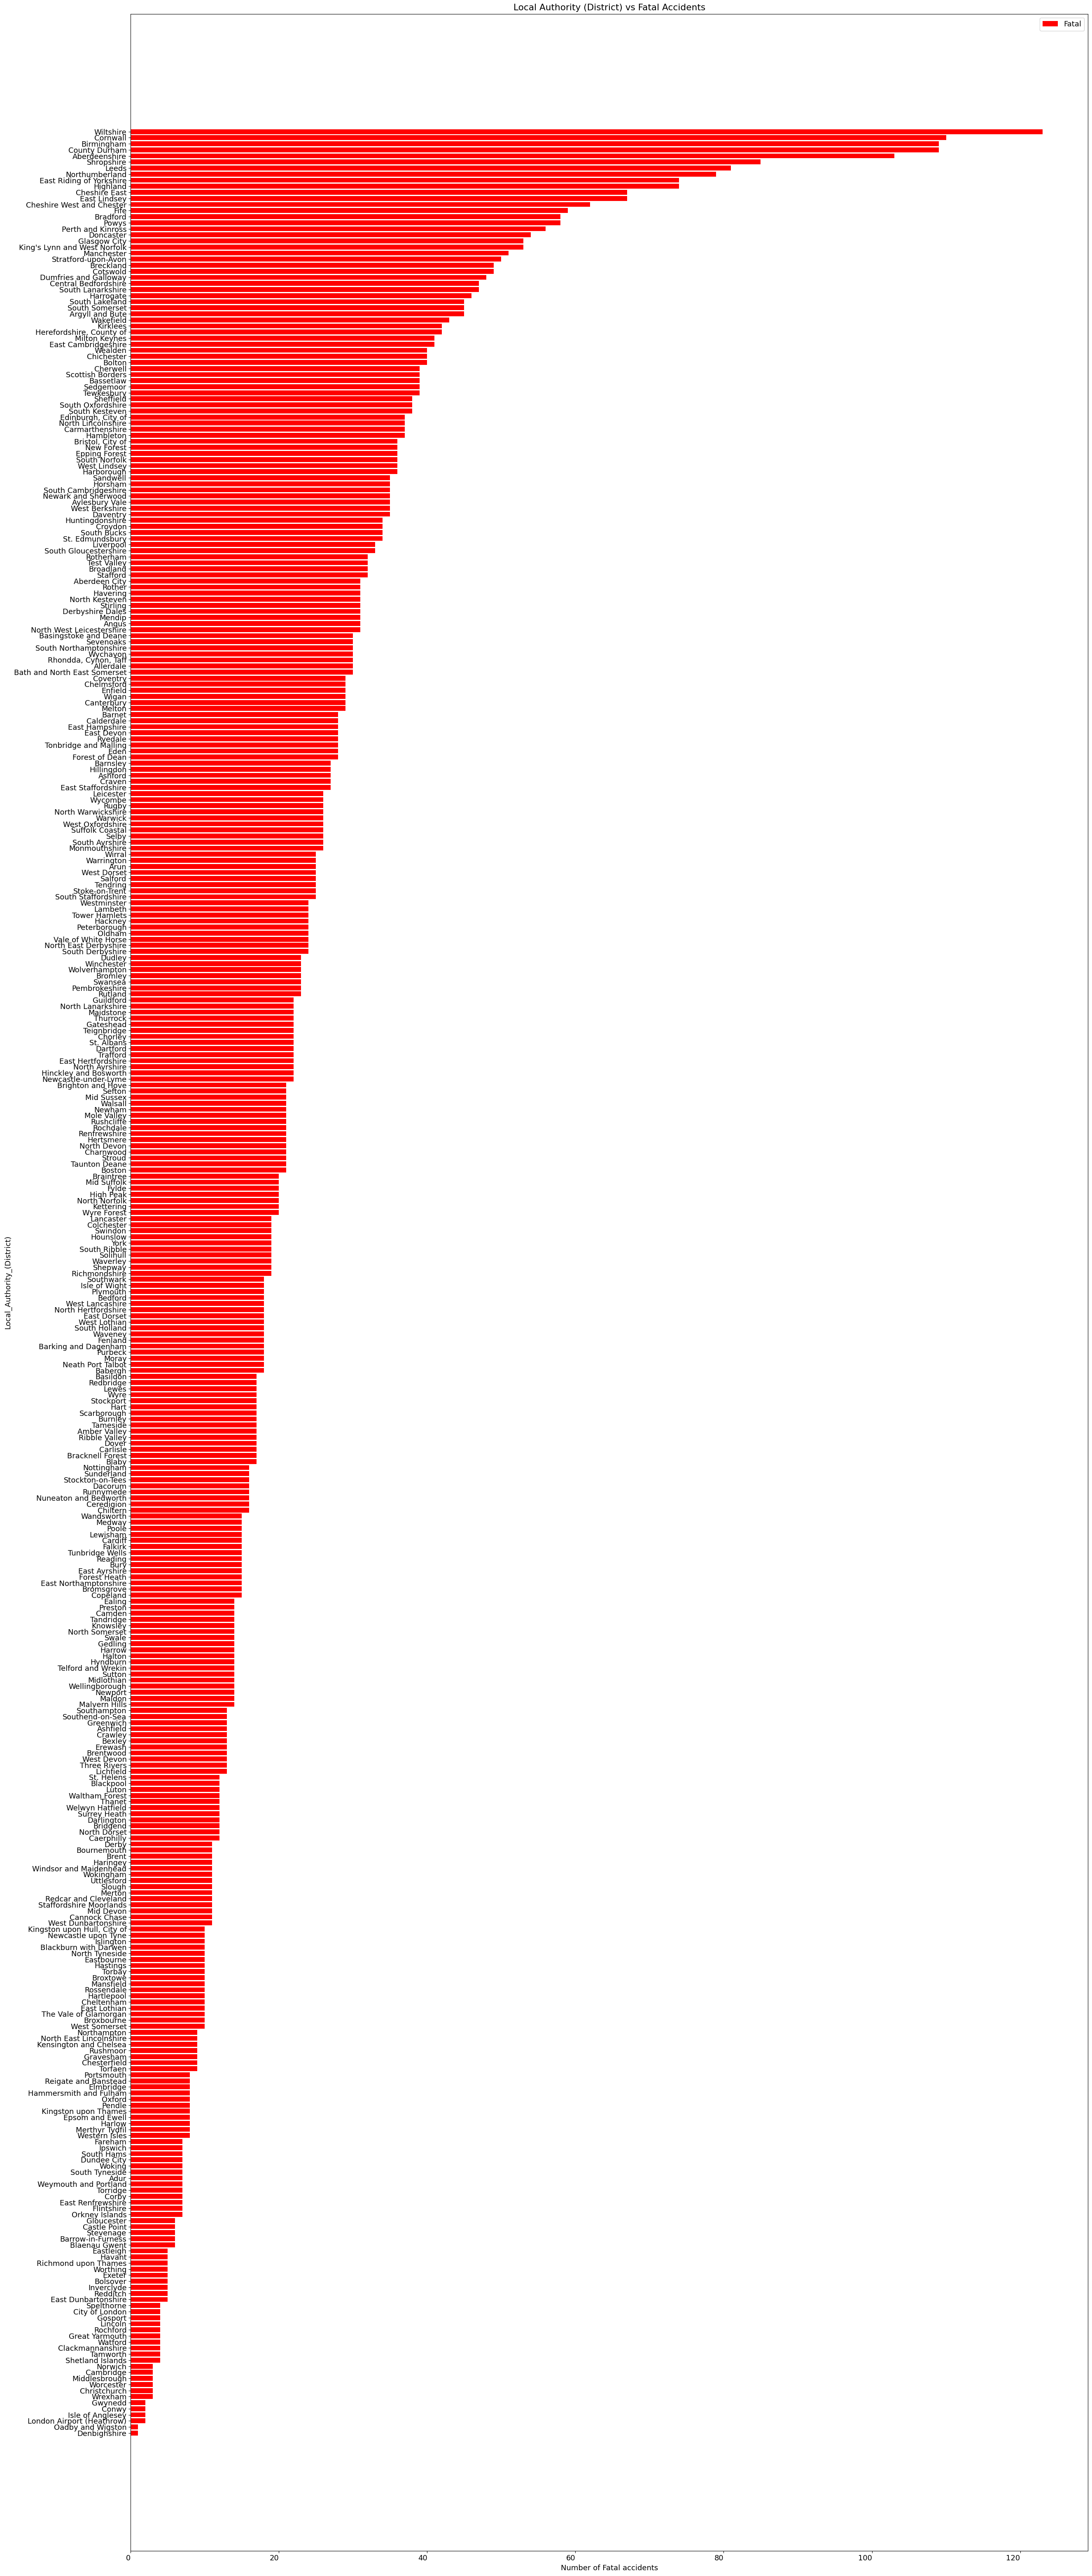 Local Authority (District) vs Fatal Accidents
Fatal
Wiltshire
Cornwall
Birmingham
County Durham
Aberdeenshire
Shropshire
Leeds
Northumberland
East Riding of Yorkshire
Highland
Cheshire East
East Lindsey
Cheshire West and Chester
Fife
Bradford
Powys
Perth and Kinross
Doncaster
Glasgow City
King's Lynn and West Norfolk
Manchester
Stratford-upon-Avon
Breckland
Cotswold
Dumfries and Galloway
Central Bedfordshire
South Lanarkshire
Harrogate
South Lakeland
South Somerset
Argyll and Bute
Wakefield
Kirklees
Herefordshire, County of
Milton Keynes
East Cambridgeshire
Wealden
Chichester
Bolton
Cherwell
Scottish Borders
Bassetlaw
Sedgemoor
Tewkesbury
Sheffield
South Oxfordshire
South Kesteven
Edinburgh, City of
North Lincolnshire
Carmarthenshire
Hambleton
Bristol, City of
New Forest
Epping Forest
South Norfolk
West Lindsey
Harborough
Sandwell
Horsham
South Cambridgeshire
Newark and Sherwood
Aylesbury Vale
West Berkshire
Daventry
Huntingdonshire
Croydon
South Bucks
St. Edmundsbury
Liverpool
South Gloucestershire
Rotherham
Test Valley
Broadland
Stafford
Aberdeen City
Rother
Havering
North Kesteven
Stirling
Derbyshire Dales
Mendip
Angus
North West Leicestershire
Basingstoke and Deane
Sevenoaks
South Northamptonshire
Wychavon
Rhondda, Cynon, Taff
Allerdale
Bath and North East Somerset
Coventry
Chelmsford
Enfield
Wigan
Canterbury
Melton
Barnet
Calderdale
East Hampshire
East Devon
Ryedale
Tonbridge and Malling
Eden
Forest of Dean
Barnsley
Hillingdon
Ashford
Craven
East Staffordshire
Leicester
Wycombe
Rugby
North Warwickshire
Warwick
West Oxfordshire
Suffolk Coastal
Selby
South Ayrshire
Monmouthshire
Wirral
Warrington
Arun
West Dorset
Salford
Tendring
Stoke-on-Trent
South Staffordshire
Westminster
Lambeth
Tower Hamlets
Hackney
Peterborough
Oldham
Vale of White Horse
North East Derbyshire
South Derbyshire
Dudley
Winchester
Wolverhampton
Bromley
Swansea
Pembrokeshire
Rutland
Guildford
North Lanarkshire
Maidstone
Thurrock
Gateshead
Teignbridge
Chorley
St. Albans
Dartford
Trafford
East Hertfordshire
North Ayrshire
Hinckley and Bosworth
Newcastle-under-Lyme
Brighton and Hove
Sefton
Mid Sussex
Walsall
Newham
Mole Valley
Rushcliffe
Rochdale
Renfrewshire
Hertsmere
North Devon
Charnwood
Stroud
Taunton Deane
Boston
Braintree
Mid Suffolk
Fylde
High Peak
North Norfolk
Kettering
Wyre Forest
Lancaster
Colchester
Swindon
Hounslow
York
South Ribble
Solihull
Waverley
Shepway
Richmondshire
Southwark
Isle of Wight
Plymouth
Bedford
West Lancashire
North Hertfordshire
East Dorset
West Lothian
South Holland
Waveney
Fenland
Barking and Dagenham
Purbeck
Moray
Neath Port Talbot
Babergh
Basildon
Redbridge
Lewes
Wyre
Stockport
Hart
Scarborough
Burnley
Tameside
Amber Valley
Ribble Valley
Dover
Carlisle
Bracknell Forest
Blaby
Nottingham
Sunderland
Stockton-on-Tees
Dacorum
Runnymede
Nuneaton and Bedworth
Ceredigion
Chiltern
Wandsworth
Medway
Poole
Lewisham
Cardiff
Falkirk
Tunbridge Wells
Reading
Bury
East Ayrshire
Forest Heath
East Northamptonshire
Bromsgrove
Copeland
Ealing
Preston
Camden
Tandridge
Knowsley
North Somerset
Swale
Gedling
Harrow
Halton
Hyndburn
Telford and Wrekin
Sutton
Midlothian
Wellingborough
Newport
Maldon
Malvern Hills
Southampton
Southend-on-Sea
Greenwich
Ashfield
Crawley
Bexley
Erewash
Brentwood
West Devon
Three Rivers
Lichfield
St. Helens
Blackpool
Luton
Waltham Forest
Thanet
Welwyn Hatfield
Surrey Heath
Darlington
Bridgend
North Dorset
Caerphilly
Derby
Bournemouth
Brent
Haringey
Windsor and Maidenhead
Wokingham
Uttlesford
Slough
Merton
Redcar and Cleveland
Staffordshire Moorlands
Mid Devon
Cannock Chase
West Dunbartonshire
Kingston upon Hull, City of
Newcastle upon Tyne
Islington
Blackburn with Darwen
North Tyneside
Eastbourne
Hastings
Torbay
Broxtowe
Mansfield
Rossendale
Hartlepool
Cheltenham
East Lothian
The Vale of Glamorgan
Broxbourne
West Somerset
Northampton
North East Lincolnshire
Kensington and Chelsea
Rushmoor
Gravesham
Chesterfield
Torfaen
Portsmouth
Reigate and Banstead
Elmbridge
Hammersmith and Fulham
Oxford
Pendle
Kingston upon Thames
Epsom and Ewell
Harlow
Merthyr Tydfil
Western Isles
Fareham
Ipswich
South Hams
Dundee City
Woking
South Tyneside
Adur
Weymouth and Portland
Torridge
Corby
East Renfrewshire
Flintshire
Orkney Islands
Gloucester
Castle Point
Stevenage
Barrow-in-Furness
Blaenau Gwent
Eastleigh
Havant
Richmond upon Thames
Worthing
Exeter
Bolsover
Inverclyde
Redditch
East Dunbartonshire
Spelthorne
City of London
Gosport
Lincoln
Rochford
Great Yarmouth
Watford
Clackmannanshire
Tamworth
Shetland Islands
Norwich
Cambridge
Middlesbrough
Worcester
Christchurch
Wrexham
Gwynedd
Conwy
Isle of Anglesey
London Airport (Heathrow)
Oadby and Wigston
Denbighshire
Local_Authority_(District)
0 20 40 60 80 100 120
Number of Fatal accidents